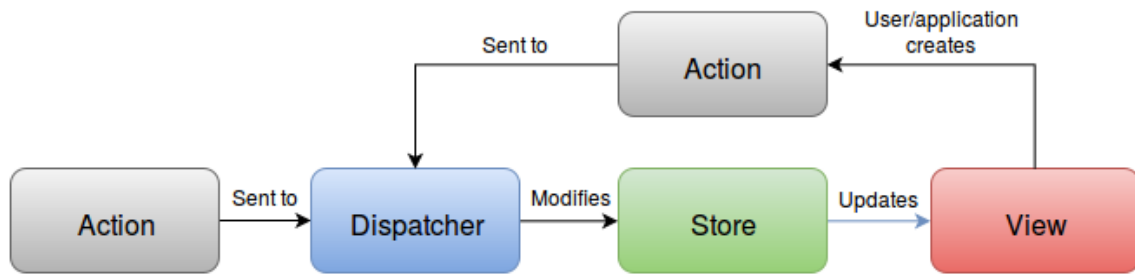 User/application
creates
Sent to
Action
Action
Sent to
Dispatcher
Modifies
Store
Updates
View